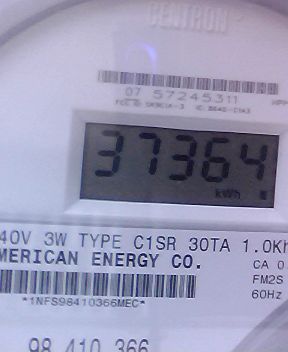 CENTRON
07 57245311
37364
kWh
40V 3W TYPE C1SR 30TA 1.0Kh
MERICAN ENERGY CO.
CA 0.
FM2S
60Hz
*1NFS98410366MEC*
98 410 366